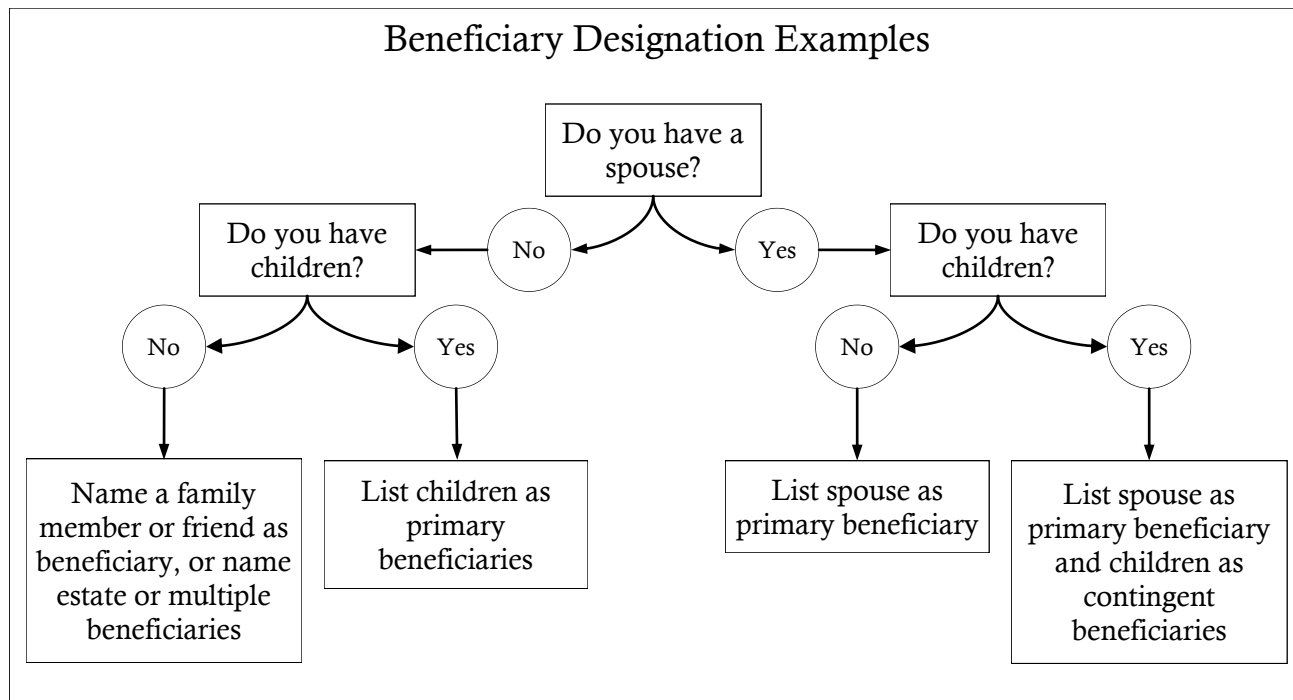 Beneficiary Designation Examples
Do you have a
spouse?
Do you have
children?
No
Yes
Do you have
children?
No
Yes
No
Yes
Name a family
member or friend as
beneficiary, or name
estate or multiple
beneficiaries
List children as
primary
beneficiaries
List spouse as
primary beneficiary
List spouse as
primary beneficiary
and children as
contingent
beneficiaries